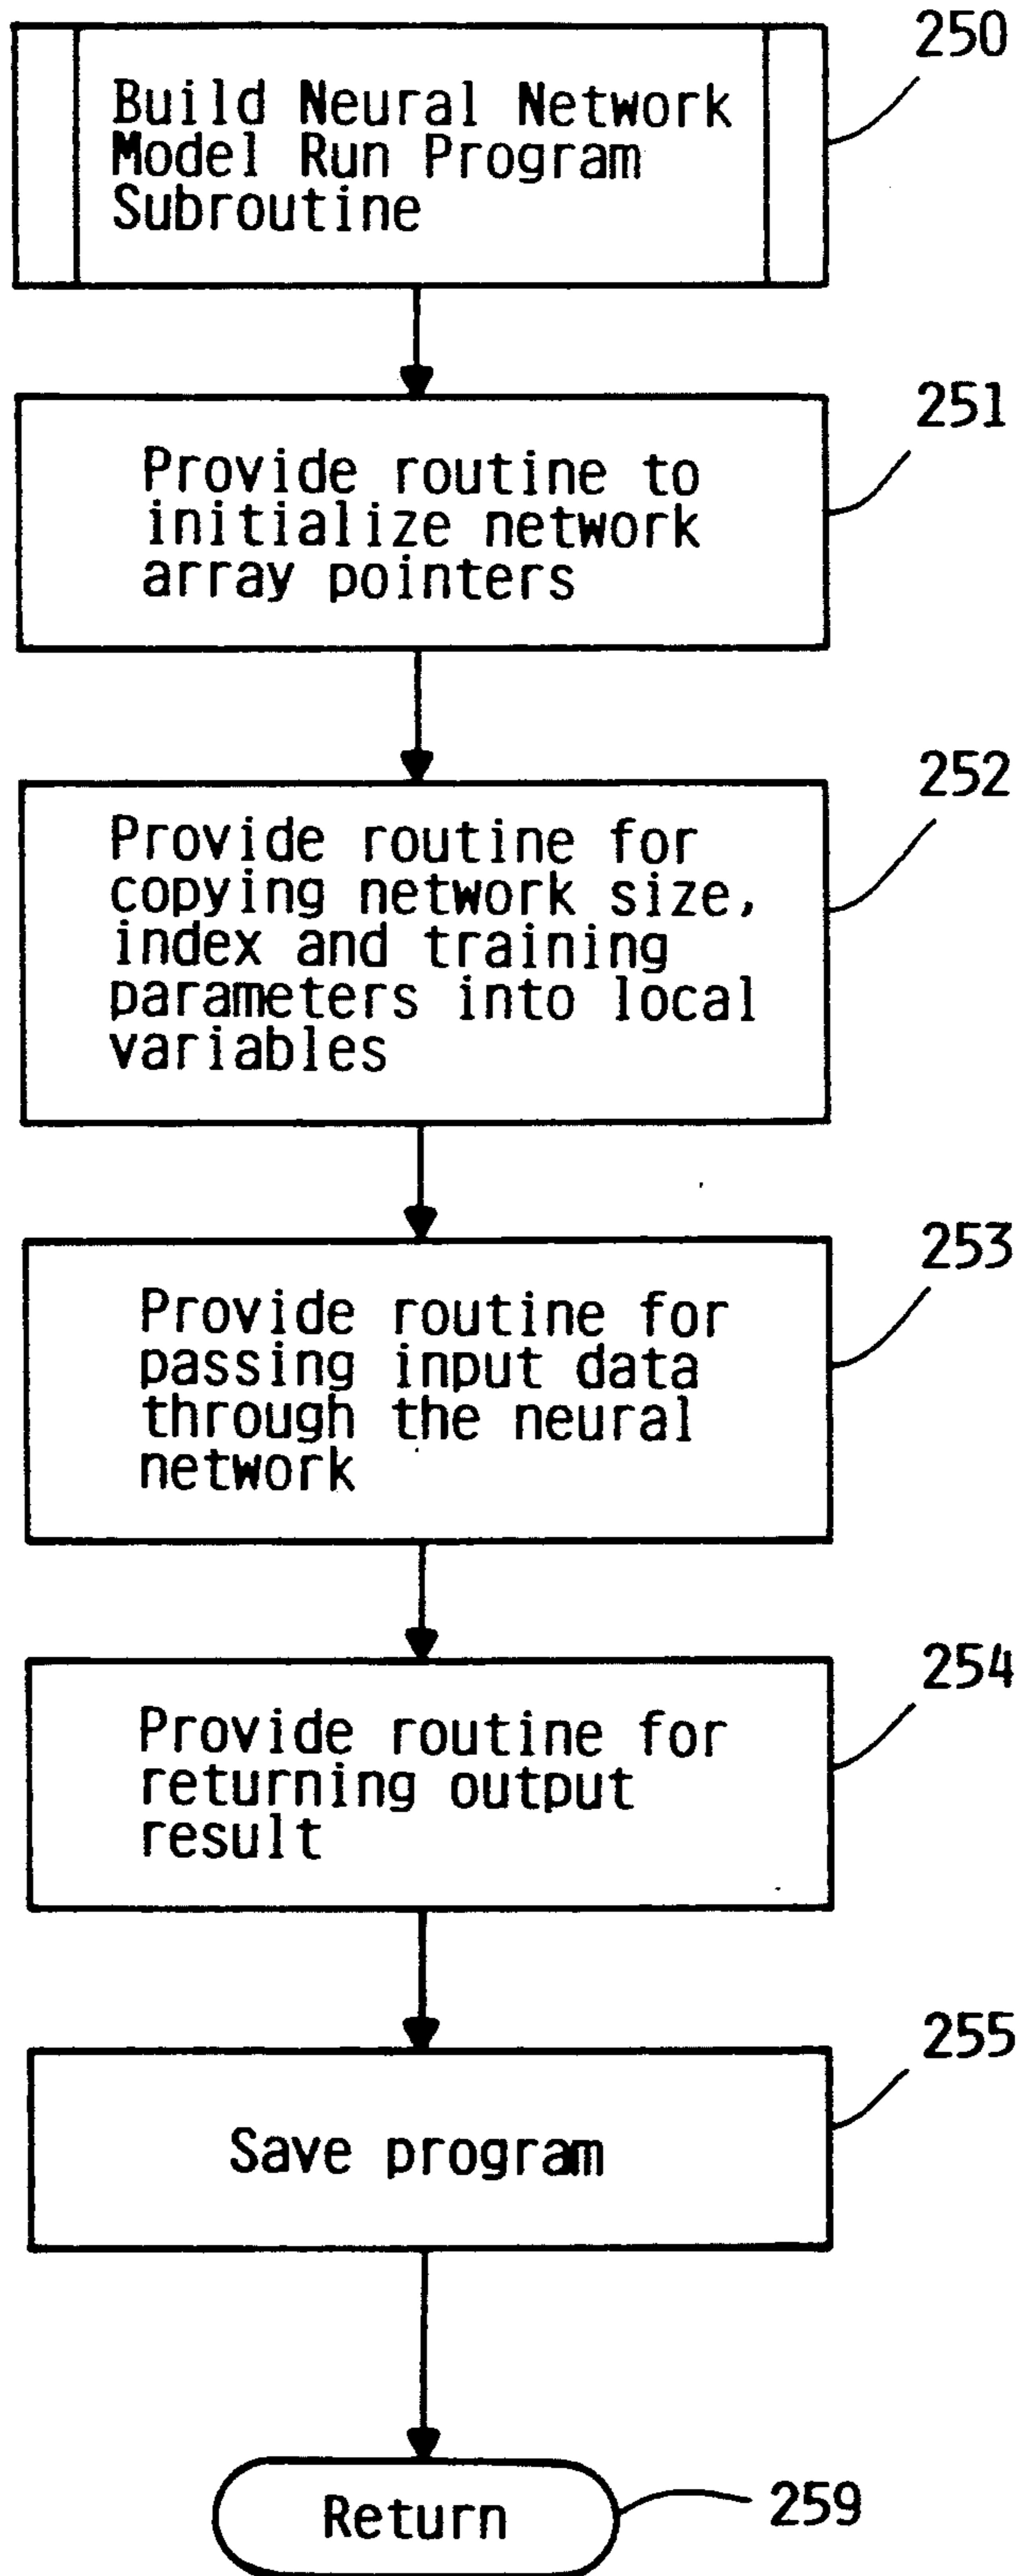 250
Build Neural Network
Model Run Program
Subroutine
251
Provide routine to
initialize network
array pointers
252
Provide routine for
copying network size,
index and training
parameters into local
variables
253
Provide routine for
passing input data
through the neural
network
254
Provide routine for
returning output
result
255
Save program
Return
259